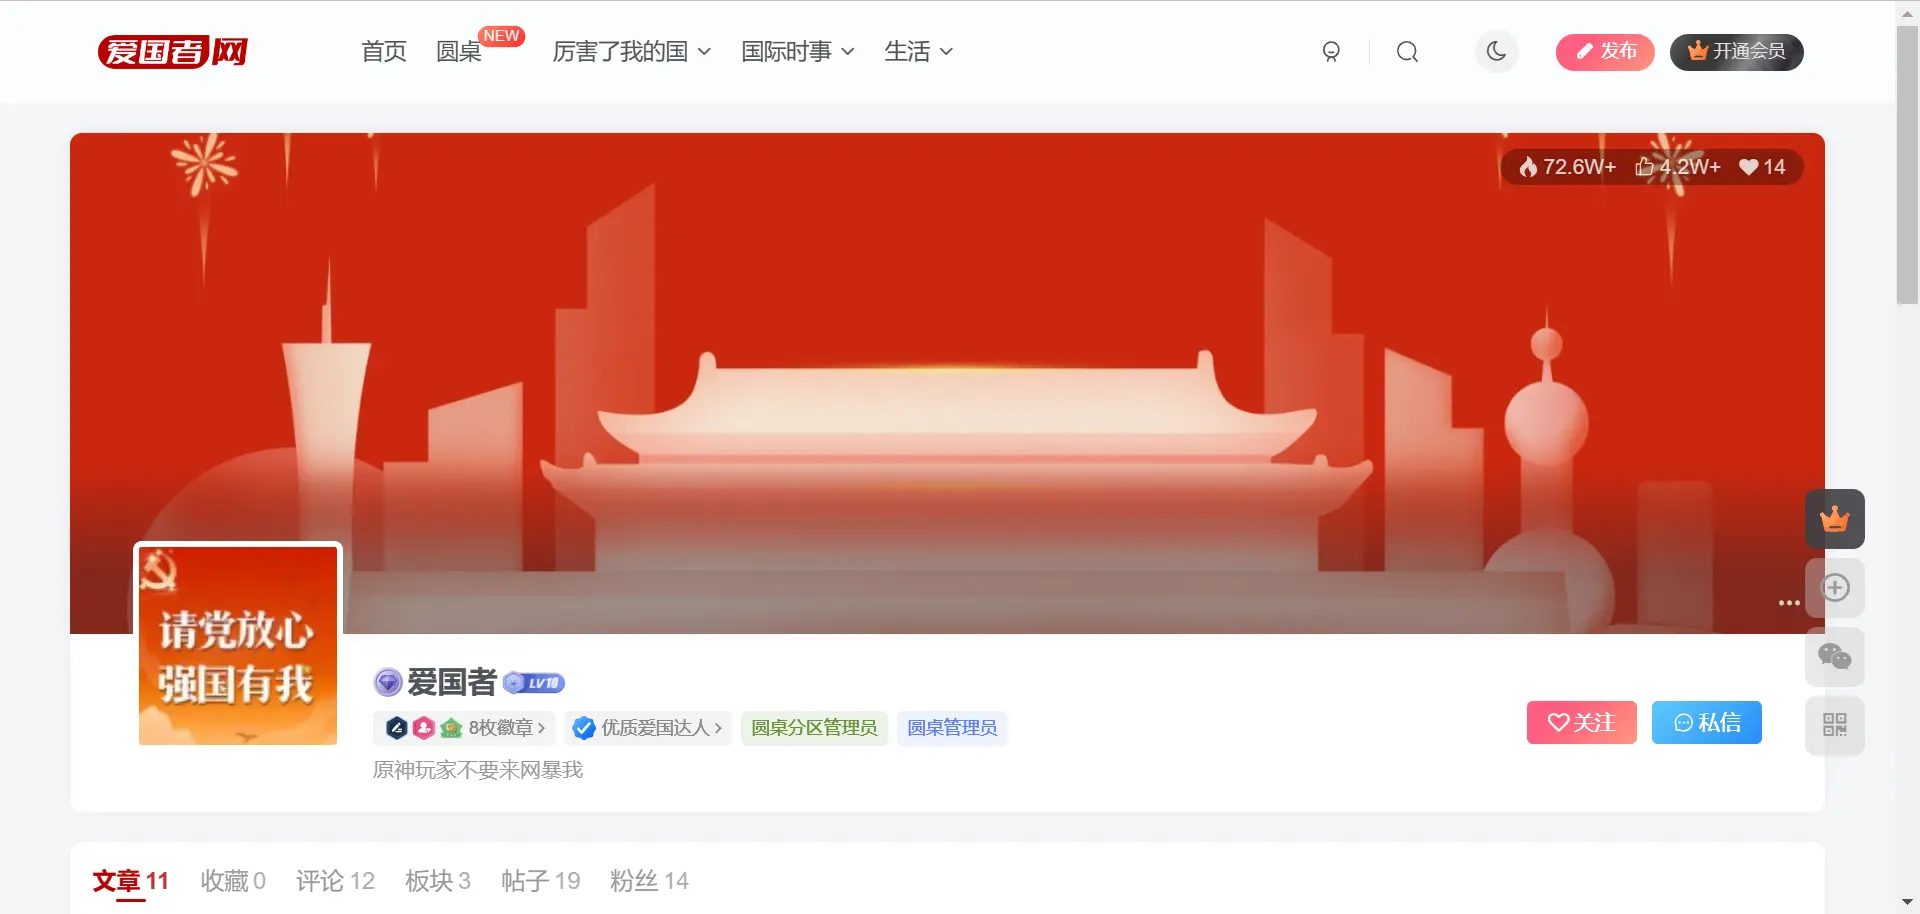 爱国者网
首页
圆桌
NEW
厉害了我的国
国际时事
生活
发布
开通会员
72.6W+
4.2W+
14
请党放心
强国有我
爱国者
LV10
8枚徽章
优质爱国达人
圆桌分区管理员
圆桌管理员
原神玩家不要来网暴我
关注
私信
文章 11
收藏 0
评论 12
板块 3
帖子 19
粉丝 14